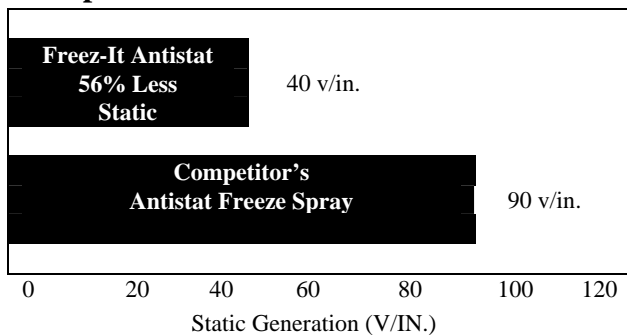 Freez-It Antistat
56% Less
Static
40 v/in.
Competitor's
Antistat Freeze Spray
90 v/in.
0 20 40 60 80 100 120
Static Generation (V/IN.)